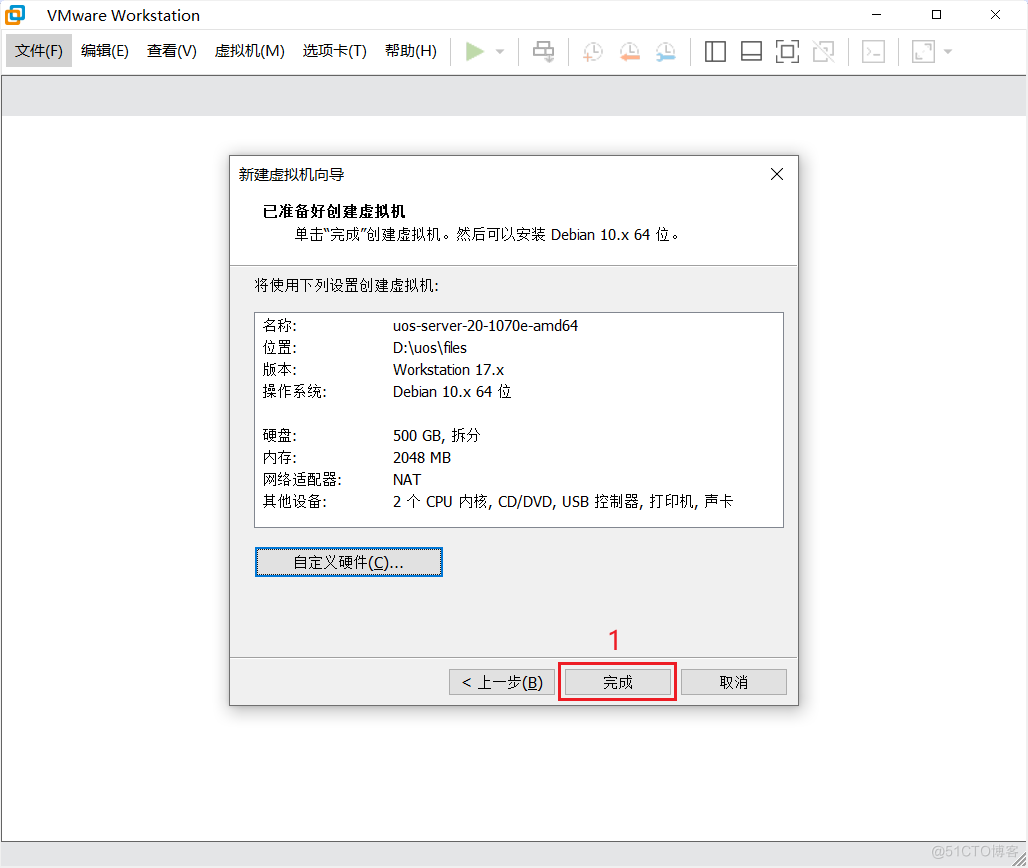 VMware Workstation
文件(F) 编辑(E) 查看(V) 虚拟机(M) 选项卡(T) 帮助(H)
新建虚拟机向导
已准备好创建虚拟机
单击“完成”创建虚拟机。然后可以安装 Debian 10.x 64 位。
将使用下列设置创建虚拟机:
名称: uos-server-20-1070e-amd64
位置: D:\uos\files
版本: Workstation 17.x
操作系统: Debian 10.x 64 位
硬盘: 500 GB, 拆分
内存: 2048 MB
网络适配器: NAT
其他设备: 2 个 CPU 内核, CD/DVD, USB 控制器, 打印机, 声卡
自定义硬件(C)...
1
< 上一步(B) 完成 取消
@51CTO博客